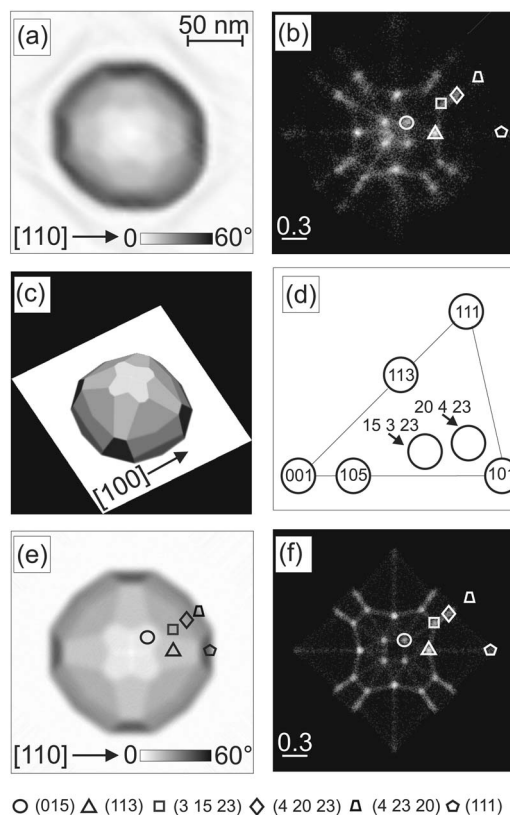 (a)
50 nm
[110]
0
60°
(b)
0.3
(c)
[100]
(d)
111
113
20 4 23
15 3 23
001
105
101
(e)
[110]
0
60°
(f)
0.3
(015) (113) (3 15 23) (4 20 23) (4 23 20) (111)